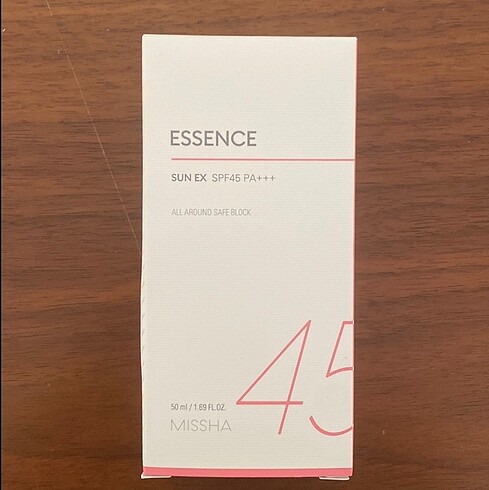 ESSENCE
SUN EX SPF45 PA+++
ALL AROUND SAFE BLOCK
45
50 ml / 1.69 FL.OZ.
MISSHA